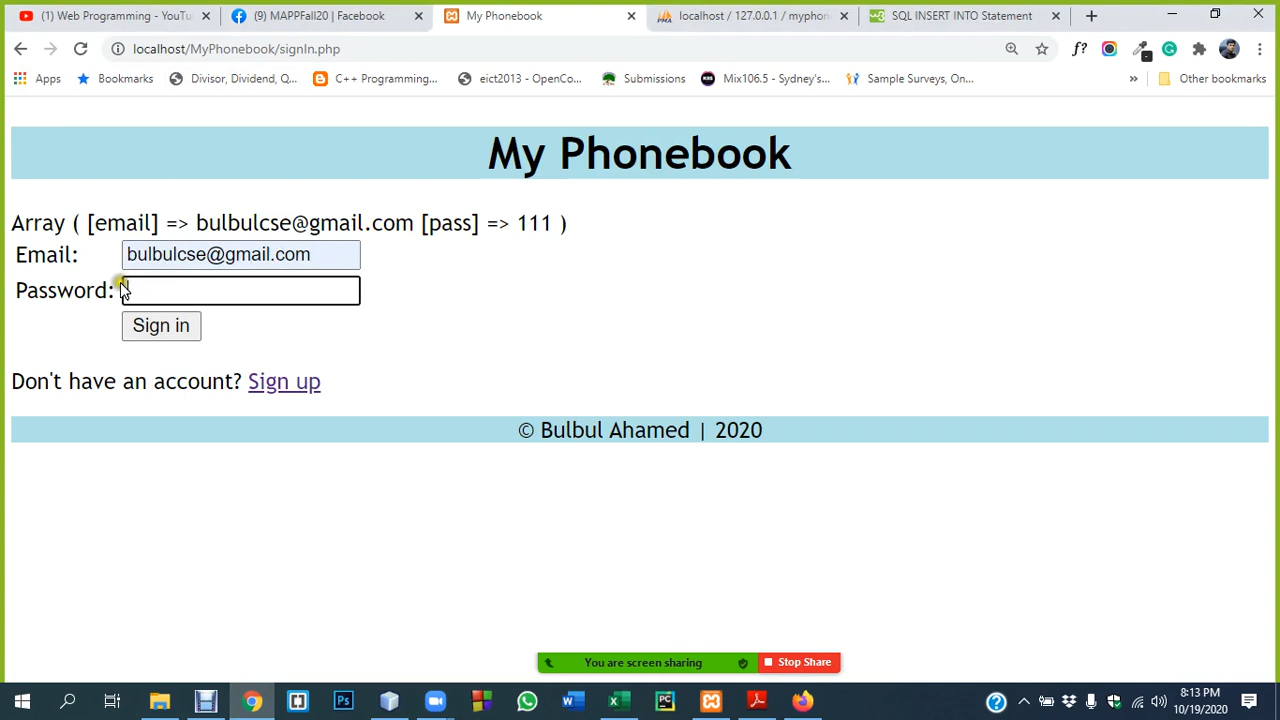 (1) Web Programming - YouTu
(9) MAPPFall20 | Facebook
My Phonebook
localhost / 127.0.0.1 / myphon
SQL INSERT INTO Statement
localhost/MyPhonebook/signIn.php
f?
Apps
Bookmarks
Divisor, Dividend, Q...
C++ Programming...
eict2013 - OpenCo...
Submissions
Mix106.5 - Sydney's...
Sample Surveys, On...
»
Other bookmarks
My Phonebook
Array ( [email] => bulbulcse@gmail.com [pass] => 111 )
Email: bulbulcse@gmail.com
Password:
Sign in
Don't have an account? Sign up
© Bulbul Ahamed | 2020
You are screen sharing
Stop Share
8:13 PM
10/19/2020